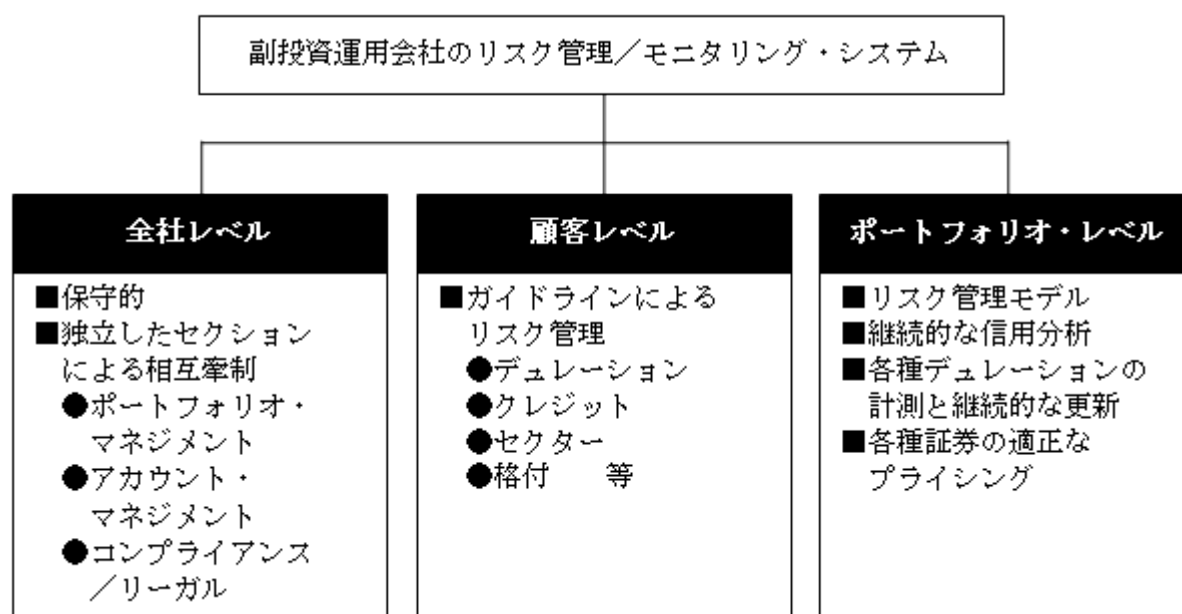 副投資運用会社のリスク管理／モニタリング・システム
全社レベル
■保守的
■独立したセクション
による相互牽制
●ポートフォリオ・
マネジメント
●アカウント・
マネジメント
●コンプライアンス
／リーガル
顧客レベル
■ガイドラインによる
リスク管理
●デュレーション
●クレジット
●セクター
●格付　　等
ポートフォリオ・レベル
■リスク管理モデル
■継続的な信用分析
■各種デュレーションの
計測と継続的な更新
■各種証券の適正な
プライシング